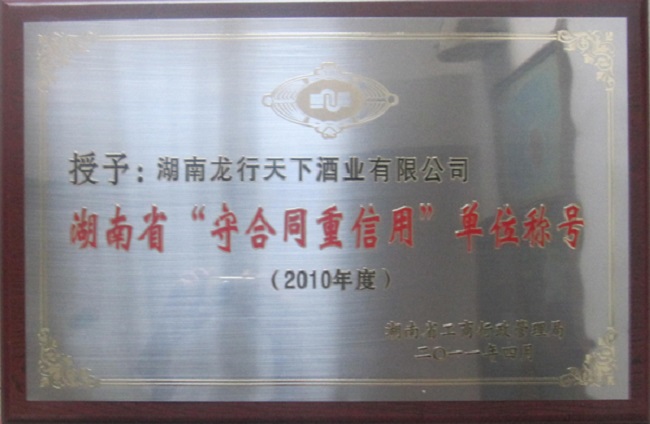 授予：湖南龙行天下酒业有限公司
湖南省“守合同重信用”单位称号
（2010年度）
湖南省工商行政管理局
二〇一一年四月